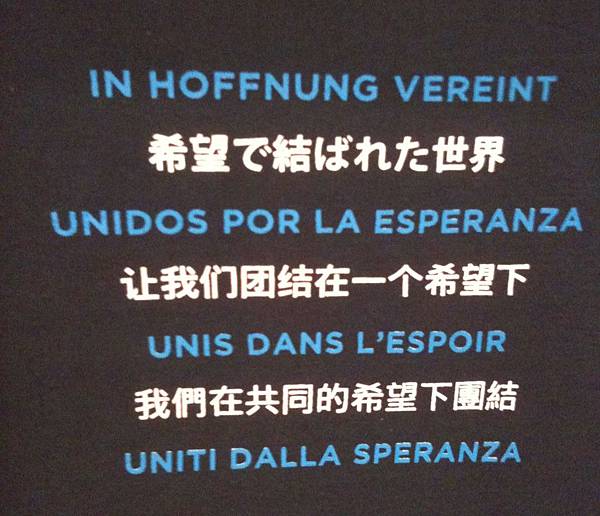 IN HOFFNUNG VEREINT
希望で結ばれた世界
UNIDOS POR LA ESPERANZA
让我们团结在一个希望下
UNIS DANS L'ESPOIR
我們在共同的希望下團結
UNITI DALLA SPERANZA